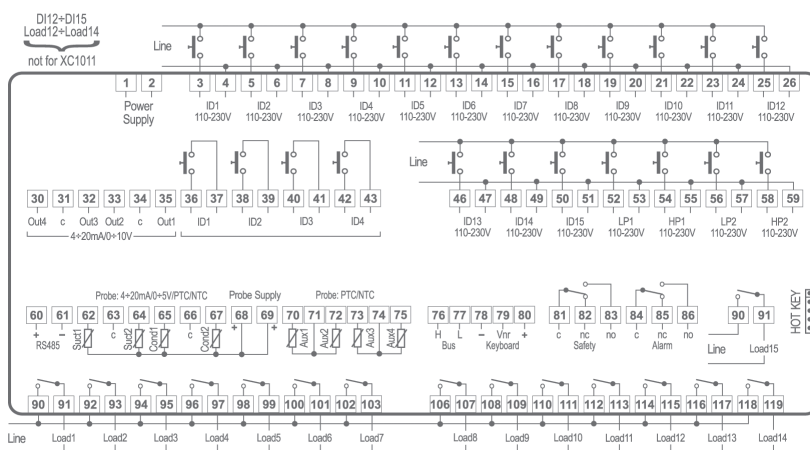 DI12÷DI15
Load12÷Load14
not for XC1011
Line
1 2 3 4 5 6 7 8 9 10 11 12 13 14 15 16 17 18 19 20 21 22 23 24 25 26
Power
Supply
ID1 ID2 ID3 ID4 ID5 ID6 ID7 ID8 ID9 ID10 ID11 ID12
110-230V 110-230V 110-230V 110-230V 110-230V 110-230V 110-230V 110-230V 110-230V 110-230V 110-230V 110-230V
Line
30 31 32 33 34 35 36 37 38 39 40 41 42 43 46 47 48 49 50 51 52 53 54 55 56 57 58 59
Out4 c Out3 Out2 c Out1 ID1 ID2 ID3 ID4 ID13 ID14 ID15 LP1 HP1 LP2 HP2
4÷20mA/0÷10V 110-230V 110-230V 110-230V 110-230V 110-230V 110-230V 110-230V
Probe: 4÷20mA/0÷5V/PTC/NTC Probe Supply Probe: PTC/NTC
60 61 62 63 64 65 66 67 68 69 70 71 72 73 74 75 76 77 78 79 80 81 82 83 84 85 86 90 91
+ − Suct1 c Suct2 Cond1 c Cond2 + + Aux1 Aux2 Aux3 Aux4 H L − Vnr + c nc no c nc no
RS485 Bus Keyboard Safety Alarm Line Load15
HOT KEY
90 91 92 93 94 95 96 97 98 99 100 101 102 103 106 107 108 109 110 111 112 113 114 115 116 117 118 119
Line Load1 Load2 Load3 Load4 Load5 Load6 Load7 Load8 Load9 Load10 Load11 Load12 Load13 Load14